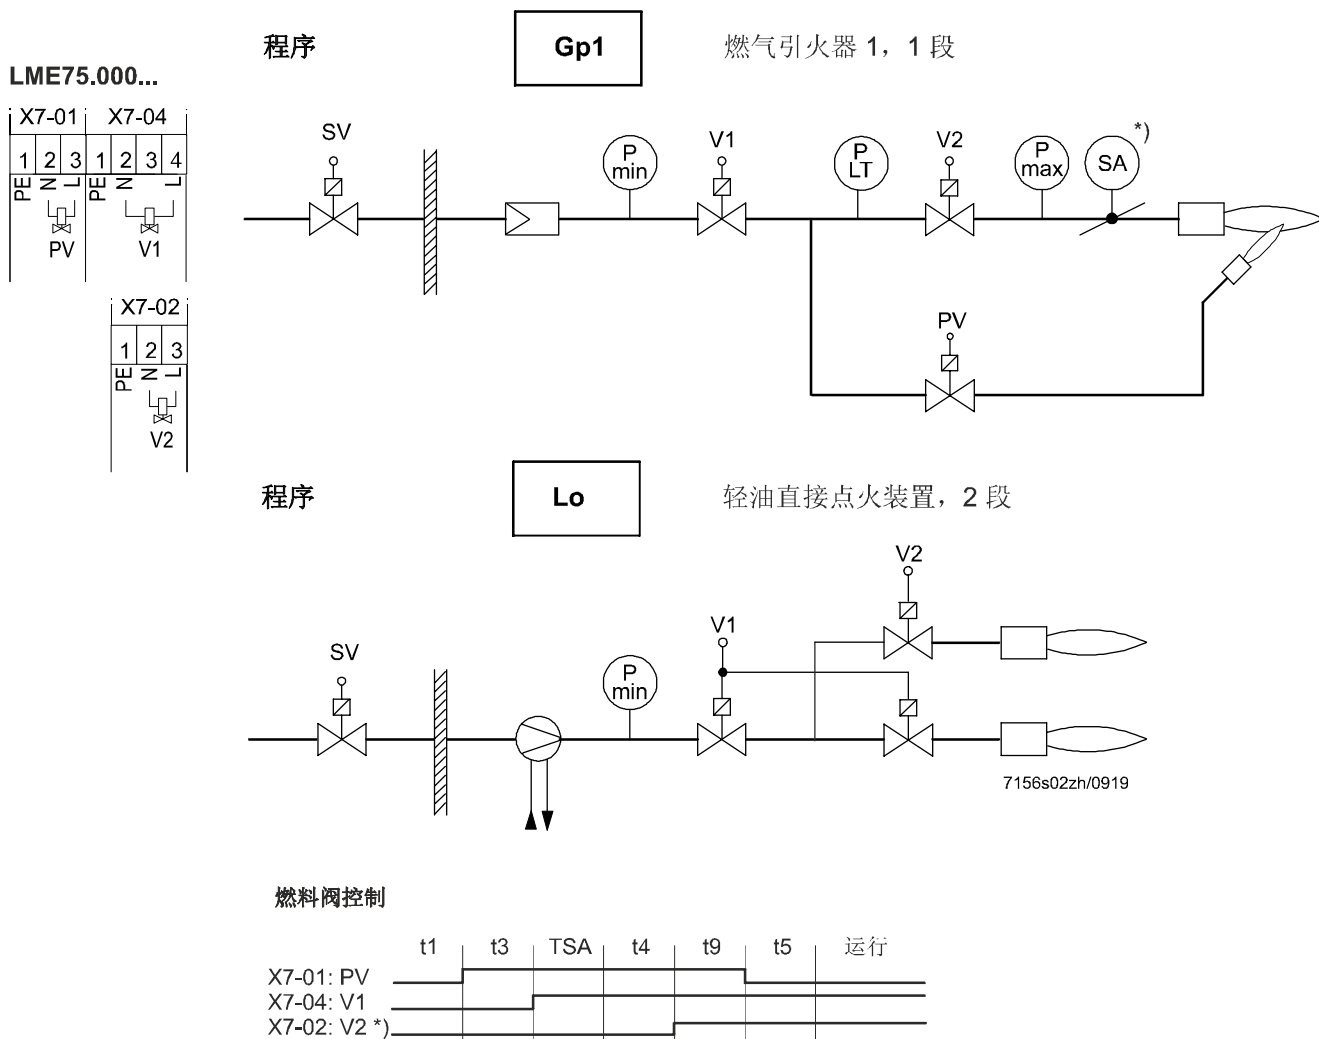 程序
Gp1
燃气引火器 1，1 段
LME75.000...
X7-01 X7-04
1 2 3 1 2 3 4
PE N L PE N L
PV V1
X7-02
1 2 3
PE N L
V2
SV
P min
V1
P LT
V2
P max
SA
*)
PV
程序
Lo
轻油直接点火装置，2 段
SV
P min
V1
V2
7156s02zh/0919
燃料阀控制
t1 t3 TSA t4 t9 t5 运行
X7-01: PV
X7-04: V1
X7-02: V2 *)